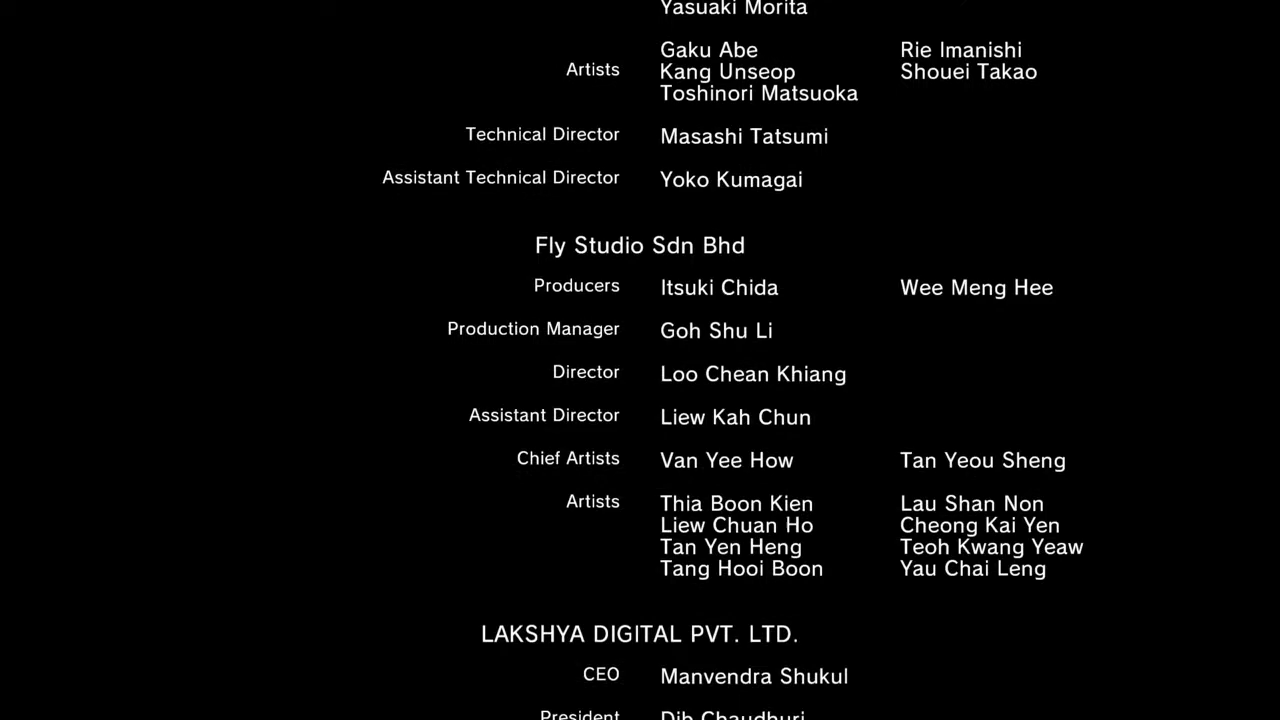 Yasuaki Morita
Artists Gaku Abe Rie Imanishi
Kang Unseop Shouei Takao
Toshinori Matsuoka
Technical Director Masashi Tatsumi
Assistant Technical Director Yoko Kumagai
Fly Studio Sdn Bhd
Producers Itsuki Chida Wee Meng Hee
Production Manager Goh Shu Li
Director Loo Chean Khiang
Assistant Director Liew Kah Chun
Chief Artists Van Yee How Tan Yeou Sheng
Artists Thia Boon Kien Lau Shan Non
Liew Chuan Ho Cheong Kai Yen
Tan Yen Heng Teoh Kwang Yeaw
Tang Hooi Boon Yau Chai Leng
LAKSHYA DIGITAL PVT. LTD.
CEO Manvendra Shukul
President Dib Chaudhuri